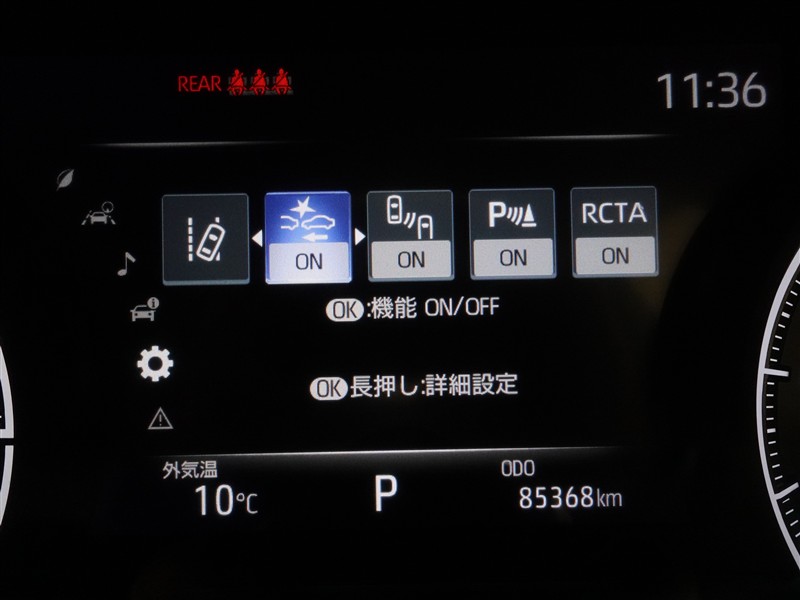 REAR
11:36
ON
ON
P
ON
RCTA
ON
OK:機能 ON/OFF
OK長押し:詳細設定
外気温
10℃
P
ODO
85368km